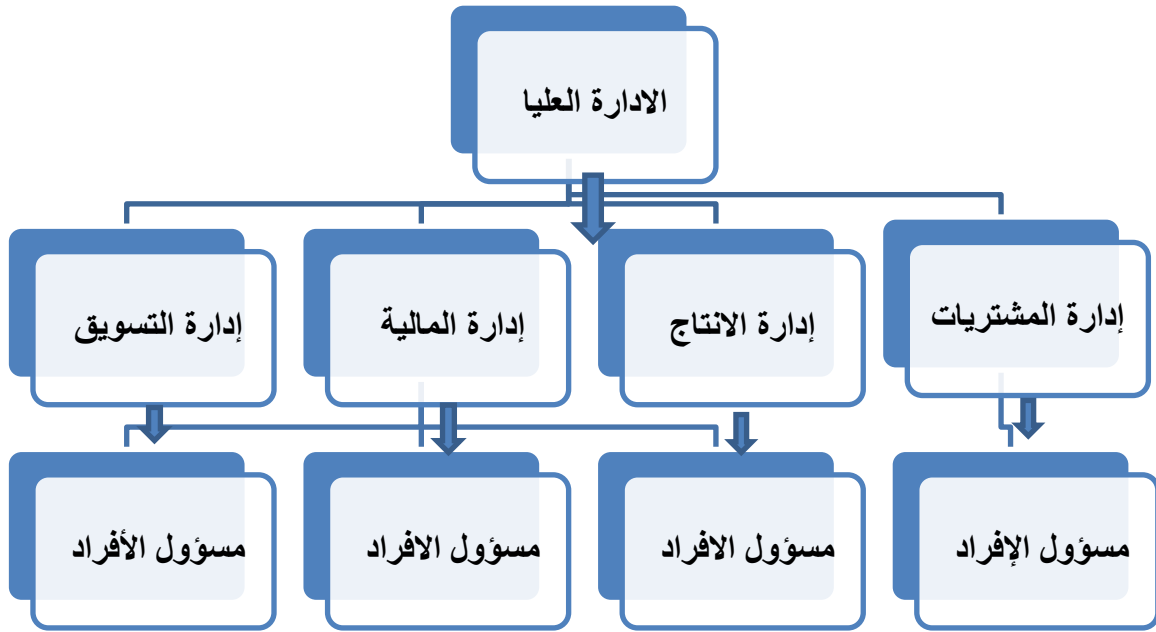 الادارة العليا
إدارة المشتريات
إدارة الانتاج
إدارة المالية
إدارة التسويق
مسؤول الإفراد
مسؤول الافراد
مسؤول الافراد
مسؤول الأفراد